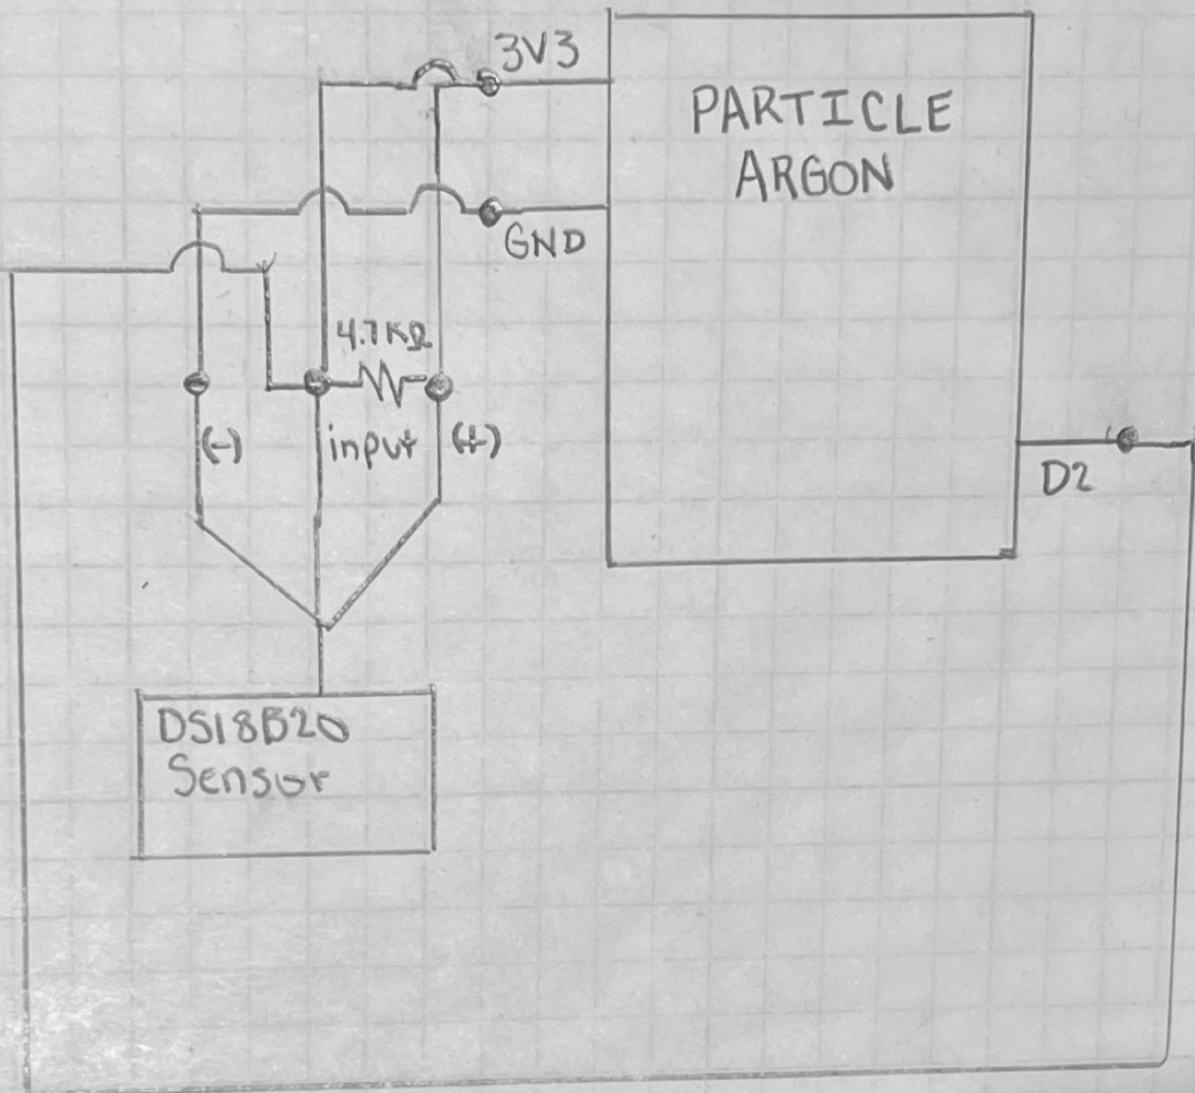 3V3
PARTICLE
ARGON
GND
4.7KΩ
(-)
input
(+)
D2
DS18B20
Sensor